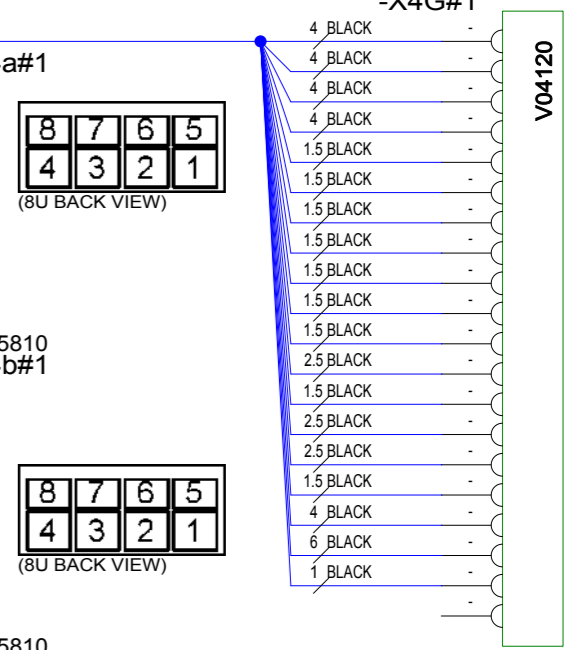 -X4G#1
4 BLACK -
a#1
4 BLACK -
4 BLACK -
4 BLACK -
1.5 BLACK -
1.5 BLACK -
1.5 BLACK -
1.5 BLACK -
1.5 BLACK -
1.5 BLACK -
1.5 BLACK -
2.5 BLACK -
1.5 BLACK -
2.5 BLACK -
2.5 BLACK -
1.5 BLACK -
4 BLACK -
6 BLACK -
1 BLACK -
-
V04120
8 7 6 5
4 3 2 1
(8U BACK VIEW)
5810
b#1
8 7 6 5
4 3 2 1
(8U BACK VIEW)
5810